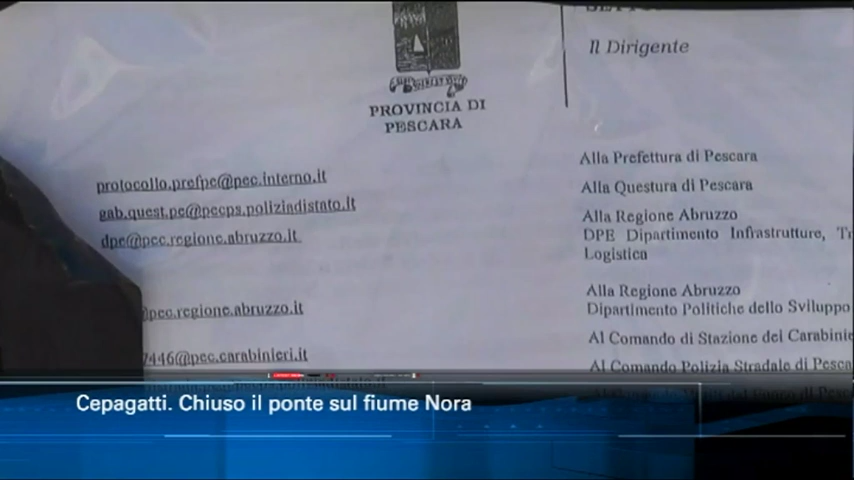 Il Dirigente
PROVINCIA DI
PESCARA
protocollo.prefpe@pec.interno.it
gab.quest.pe@pecps.poliziadistato.it
dpe@pec.regione.abruzzo.it
@pec.regione.abruzzo.it
7446@pec.carabinieri.it
Alla Prefettura di Pescara
Alla Questura di Pescara
Alla Regione Abruzzo
DPE Dipartimento Infrastrutture,
Logistica
Alla Regione Abruzzo
Dipartimento Politiche dello Sviluppo
Al Comando di Stazione dei
Al Comando Polizia Stradale di
Cepagatti. Chiuso il ponte sul fiume Nora